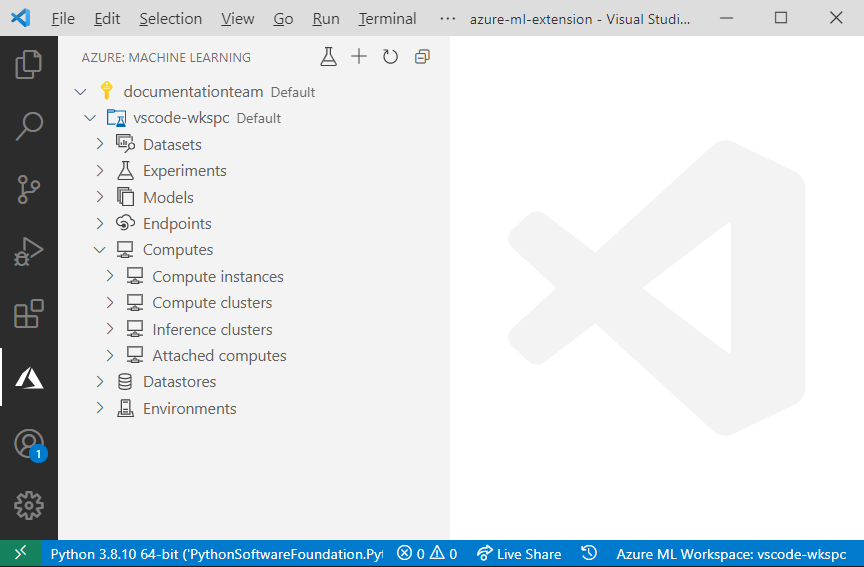 File Edit Selection View Go Run Terminal ··· azure-ml-extension - Visual Studi...
AZURE: MACHINE LEARNING
documentationteam Default
vscode-wkspc Default
Datasets
Experiments
Models
Endpoints
Computes
Compute instances
Compute clusters
Inference clusters
Attached computes
Datastores
Environments
1
Python 3.8.10 64-bit ('PythonSoftwareFoundation.Pyt 0 0 Live Share Azure ML Workspace: vscode-wkspc